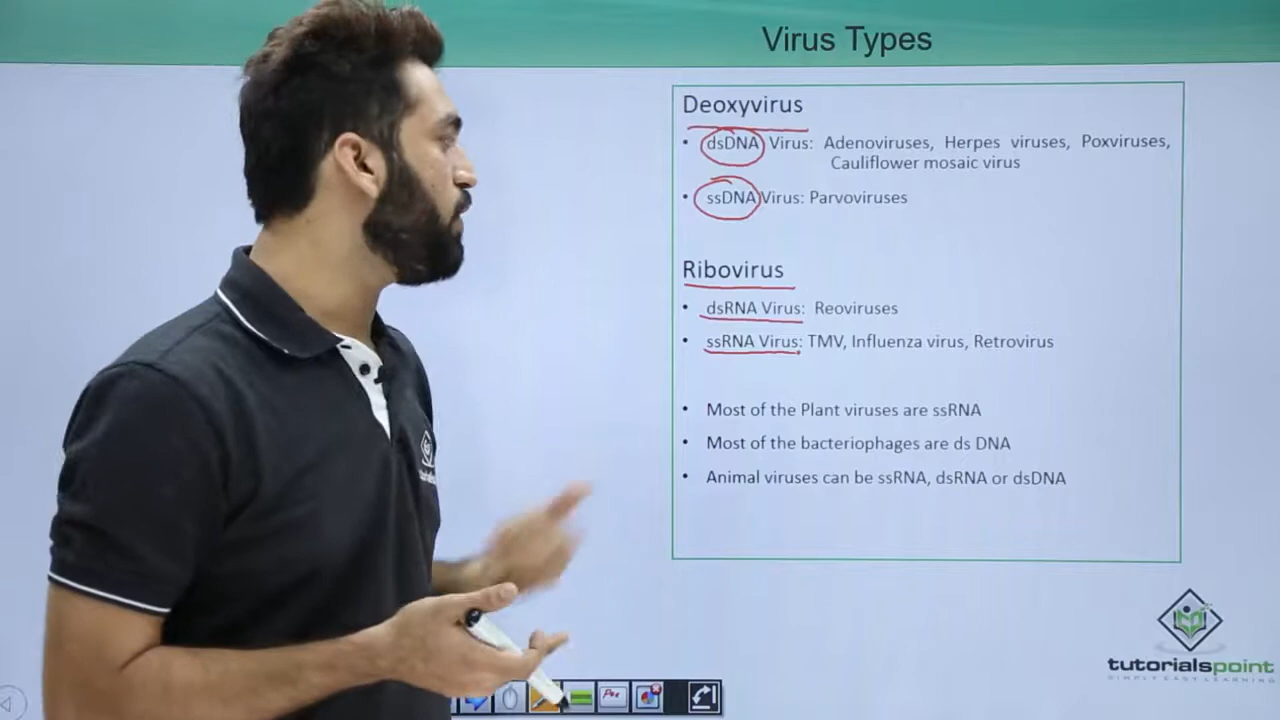 Virus Types
Deoxyvirus
• dsDNA Virus: Adenoviruses, Herpes viruses, Poxviruses,
Cauliflower mosaic virus
• ssDNA Virus: Parvoviruses
Ribovirus
• dsRNA Virus: Reoviruses
• ssRNA Virus: TMV, Influenza virus, Retrovirus
• Most of the Plant viruses are ssRNA
• Most of the bacteriophages are ds DNA
• Animal viruses can be ssRNA, dsRNA or dsDNA
tutorialspoint
SIMPLY EASY LEARNING